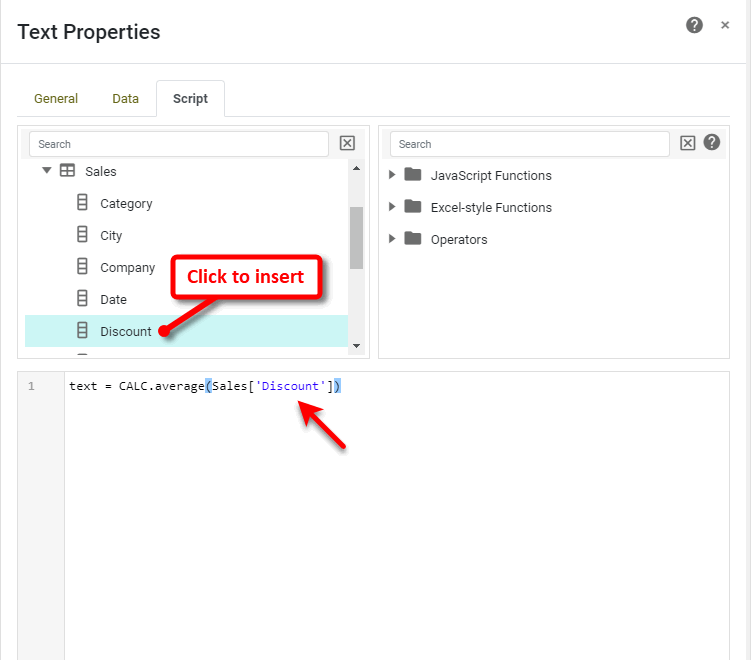 Text Properties
General Data Script
Search
Search
Sales
Category
City
Company
Date
Discount
Click to insert
JavaScript Functions
Excel-style Functions
Operators
1 text = CALC.average(Sales['Discount'])